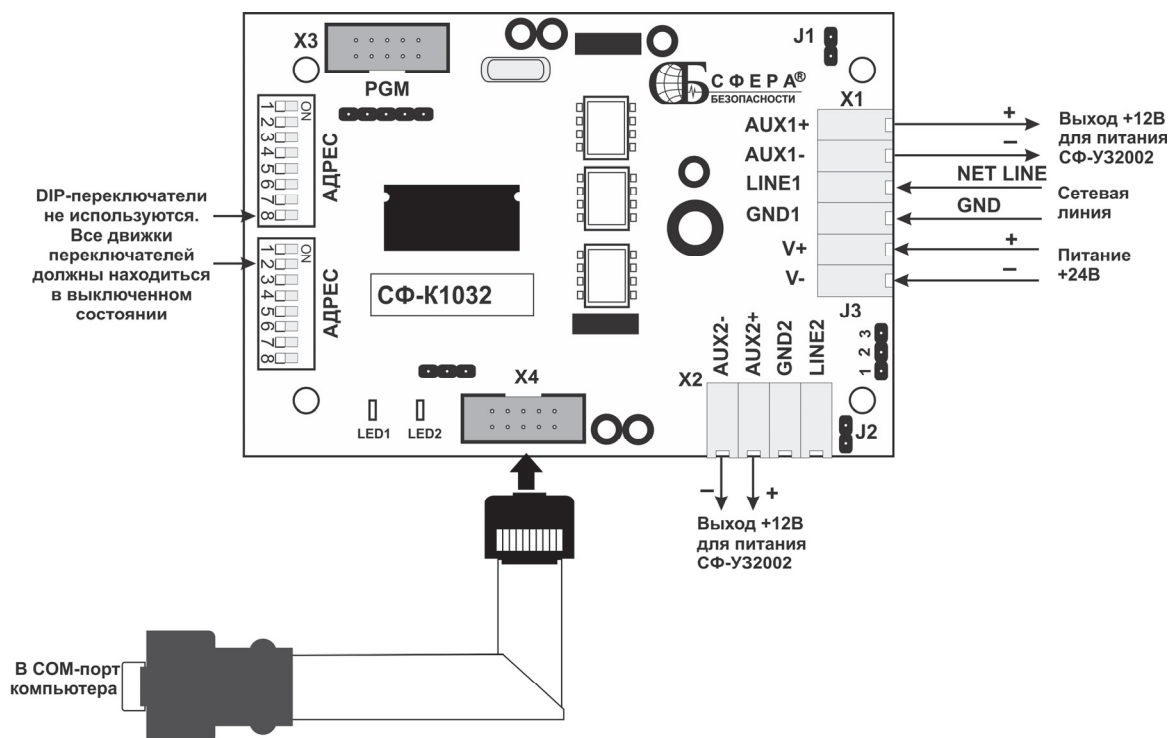 X3
PGM
J1
СФЕРА®
БЕЗОПАСНОСТИ
X1
AUX1+
AUX1-
LINE1
GND1
V+
V-
J3
+
Выход +12В
для питания
СФ-УЗ2002
–
NET LINE
Сетевая
линия
GND
+
Питание
+24В
–
ON
1
2
3
4
5
6
7
8
АДРЕС
DIP-переключатели
не используются.
Все движки
переключателей
должны находиться
в выключенном
состоянии
ON
1
2
3
4
5
6
7
8
АДРЕС
СФ-К1032
X2
AUX2-
AUX2+
GND2
LINE2
1 2 3
J2
LED1
LED2
X4
– +
Выход +12В
для питания
СФ-УЗ2002
В COM-порт
компьютера